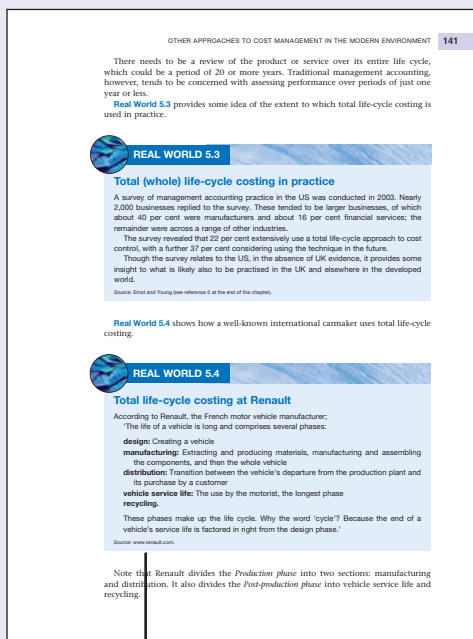 OTHER APPROACHES TO COST MANAGEMENT IN THE MODERN ENVIRONMENT 141
There needs to be a review of the product or service over its entire life cycle,
which could be a period of 20 or more years. Traditional management accounting,
however, tends to be concerned with assessing performance over periods of just one
year or less.
Real World 5.3 provides some idea of the extent to which total life-cycle costing is
used in practice.
REAL WORLD 5.3
Total (whole) life-cycle costing in practice
A survey of management accounting practice in the US was conducted in 2003. Nearly
2,000 businesses replied to the survey. These tended to be larger businesses, of which
about 40 per cent were manufacturers and about 16 per cent financial services; the
remainder were across a range of other industries.
The survey revealed that 22 per cent extensively use a total life-cycle approach to cost
control, with a further 37 per cent considering using the technique in the future.
Though the survey relates to the US, in the absence of UK evidence, it provides some
insight to what is likely also to be practised in the UK and elsewhere in the developed
world.
Source: Ernst and Young (see reference 5 at the end of the chapter).
Real World 5.4 shows how a well-known international carmaker uses total life-cycle
costing.
REAL WORLD 5.4
Total life-cycle costing at Renault
According to Renault, the French motor vehicle manufacturer;
‘The life of a vehicle is long and comprises several phases:
design: Creating a vehicle
manufacturing: Extracting and producing materials, manufacturing and assembling
the components, and then the whole vehicle
distribution: Transition between the vehicle’s departure from the production plant and
its purchase by a customer
vehicle service life: The use by the motorist, the longest phase
recycling.
These phases make up the life cycle. Why the word ‘cycle’? Because the end of a
vehicle’s service life is factored in right from the design phase.’
Source: www.renault.com.
Note that Renault divides the Production phase into two sections: manufacturing
and distribution. It also divides the Post-production phase into vehicle service life and
recycling.